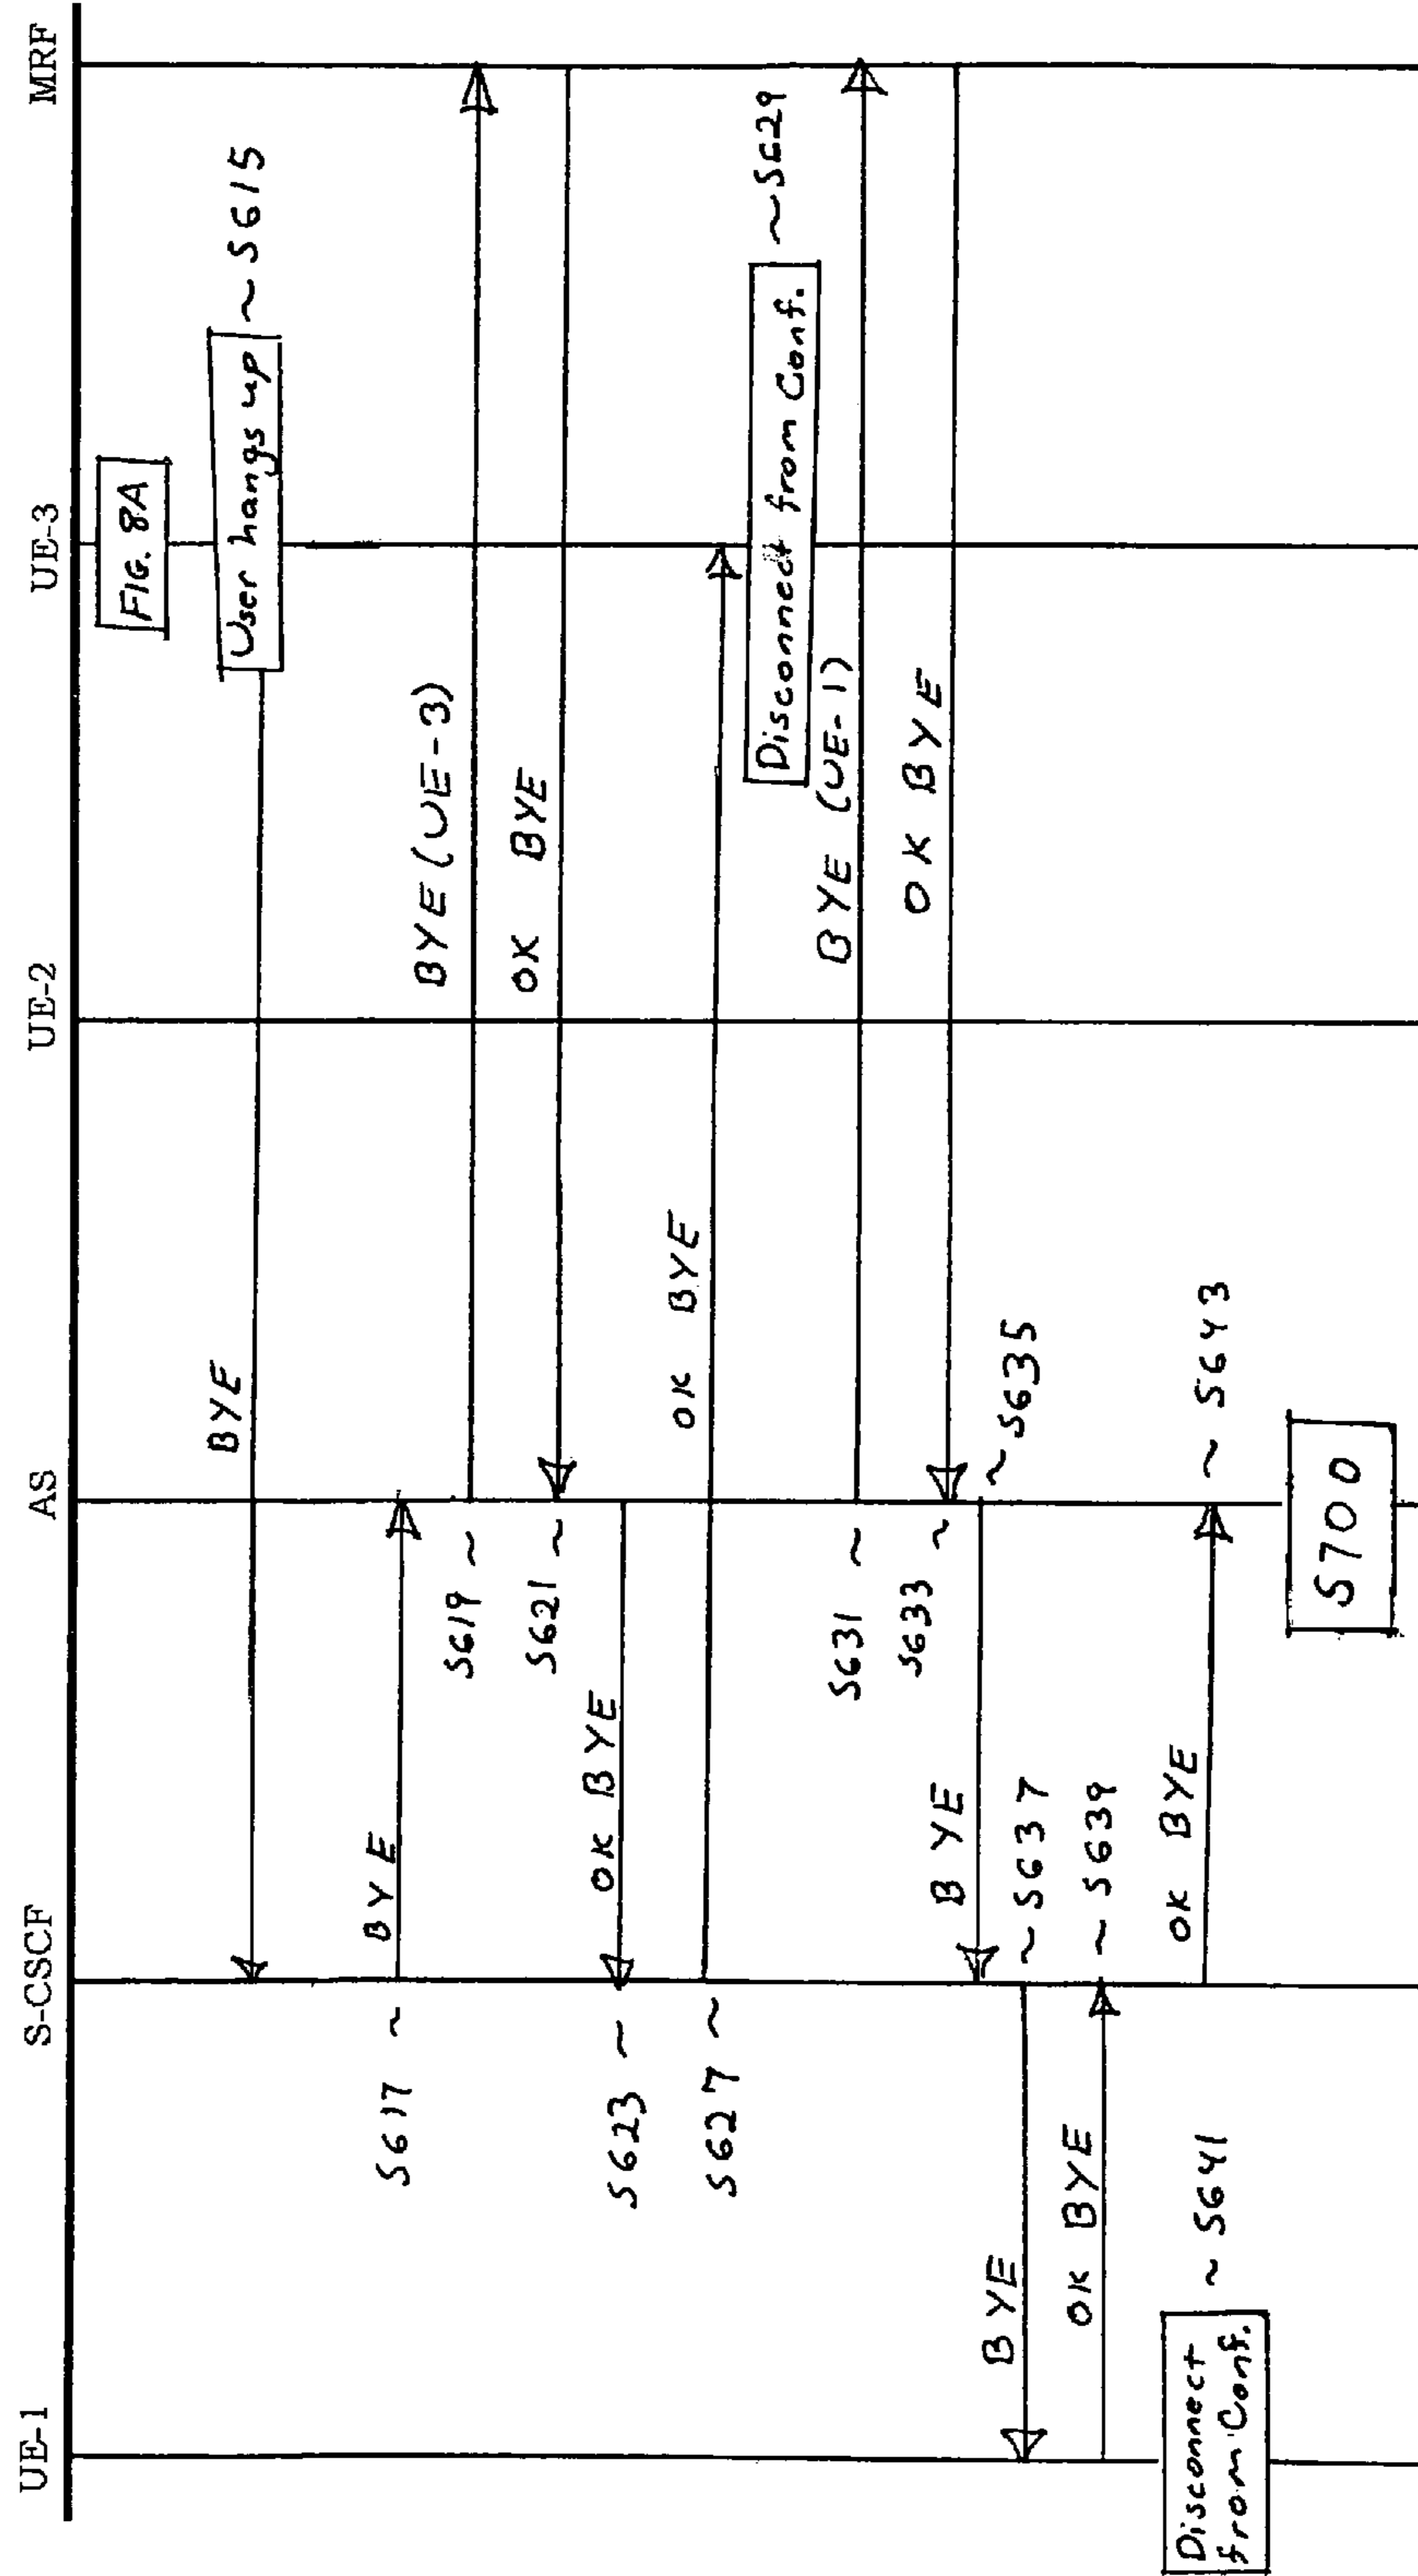 UE-1
S-CSCF
AS
UE-2
UE-3
MRF
FIG. 8A
User hangs up ~S615
BYE
S617 ~
BYE
S619 ~
BYE (UE-3)
S621 ~
OK BYE
S623 ~
OK BYE
S627 ~
OK BYE
Disconnect from Conf. ~S629
S631 ~
BYE (UE-1)
S633 ~
OK BYE
BYE
~S635
BYE
~S637
OK BYE
~S639
Disconnect
from Conf.
~S641
OK BYE
~S643
S700